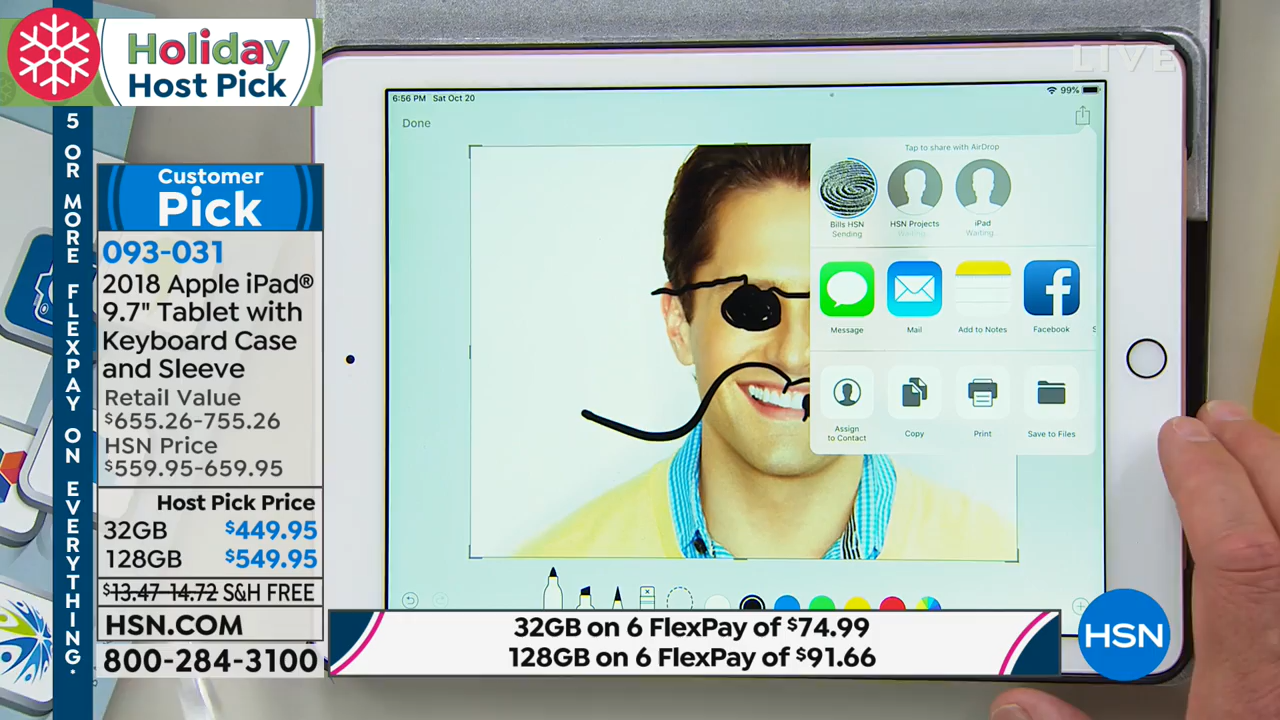 Holiday
Host Pick
5 OR MORE FLEXPAY ON EVERYTHING.
Customer
Pick
093-031
2018 Apple iPad®
9.7" Tablet with
Keyboard Case
and Sleeve
Retail Value
$655.26-755.26
HSN Price
$559.95-659.95
Host Pick Price
32GB $449.95
128GB $549.95
$13.47-14.72 S&H FREE
HSN.COM
800-284-3100
LIVE
6:56 PM Sat Oct 20
99%
Done
Tap to share with AirDrop
Bills HSN
Sending
HSN Projects
Waiting...
iPad
Waiting...
Message
Mail
Add to Notes
Facebook
S
Assign
to Contact
Copy
Print
Save to Files
32GB on 6 FlexPay of $74.99
128GB on 6 FlexPay of $91.66
HSN